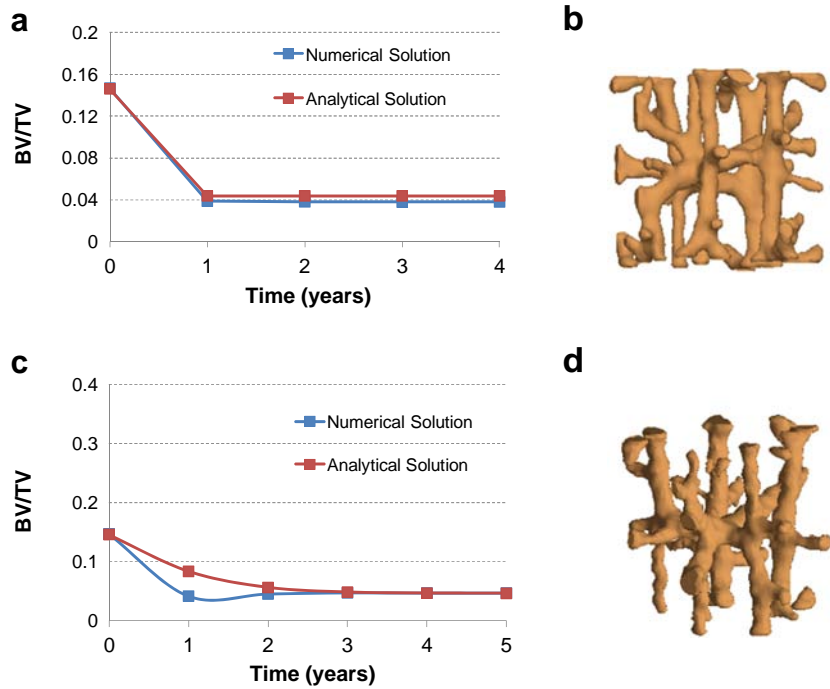 a
b
0.2
0.16
0.12
0.08
0.04
0
BV/TV
Numerical Solution
Analytical Solution
0 1 2 3 4
Time (years)
c
d
0.4
0.3
0.2
0.1
0
BV/TV
Numerical Solution
Analytical Solution
0 1 2 3 4 5
Time (years)